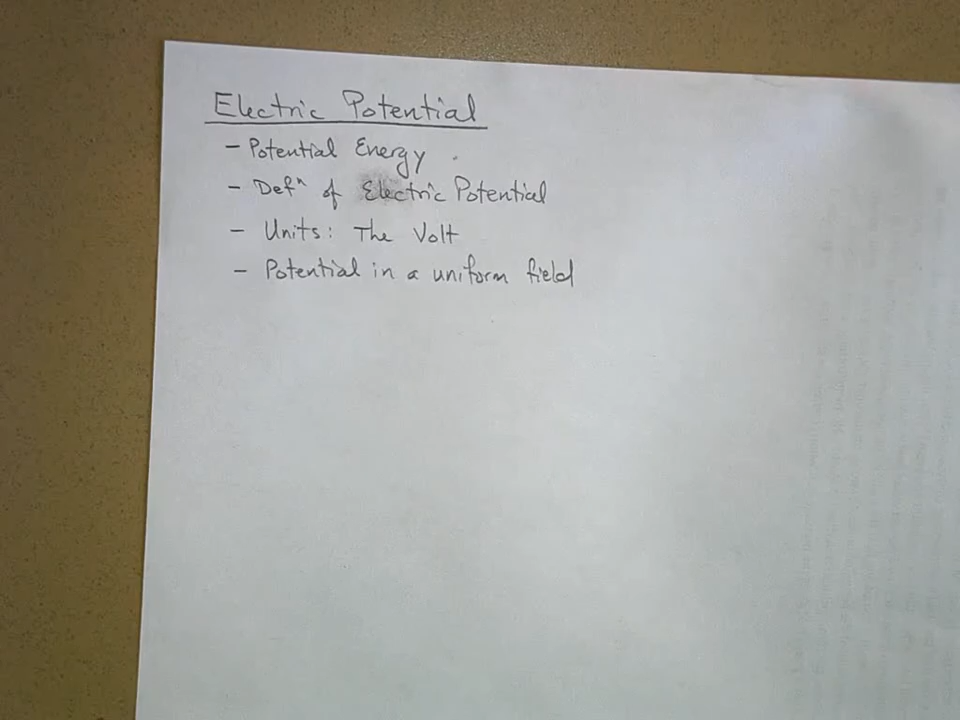 Electric Potential
- Potential Energy
- Defⁿ of Electric Potential
- Units: The Volt
- Potential in a uniform field